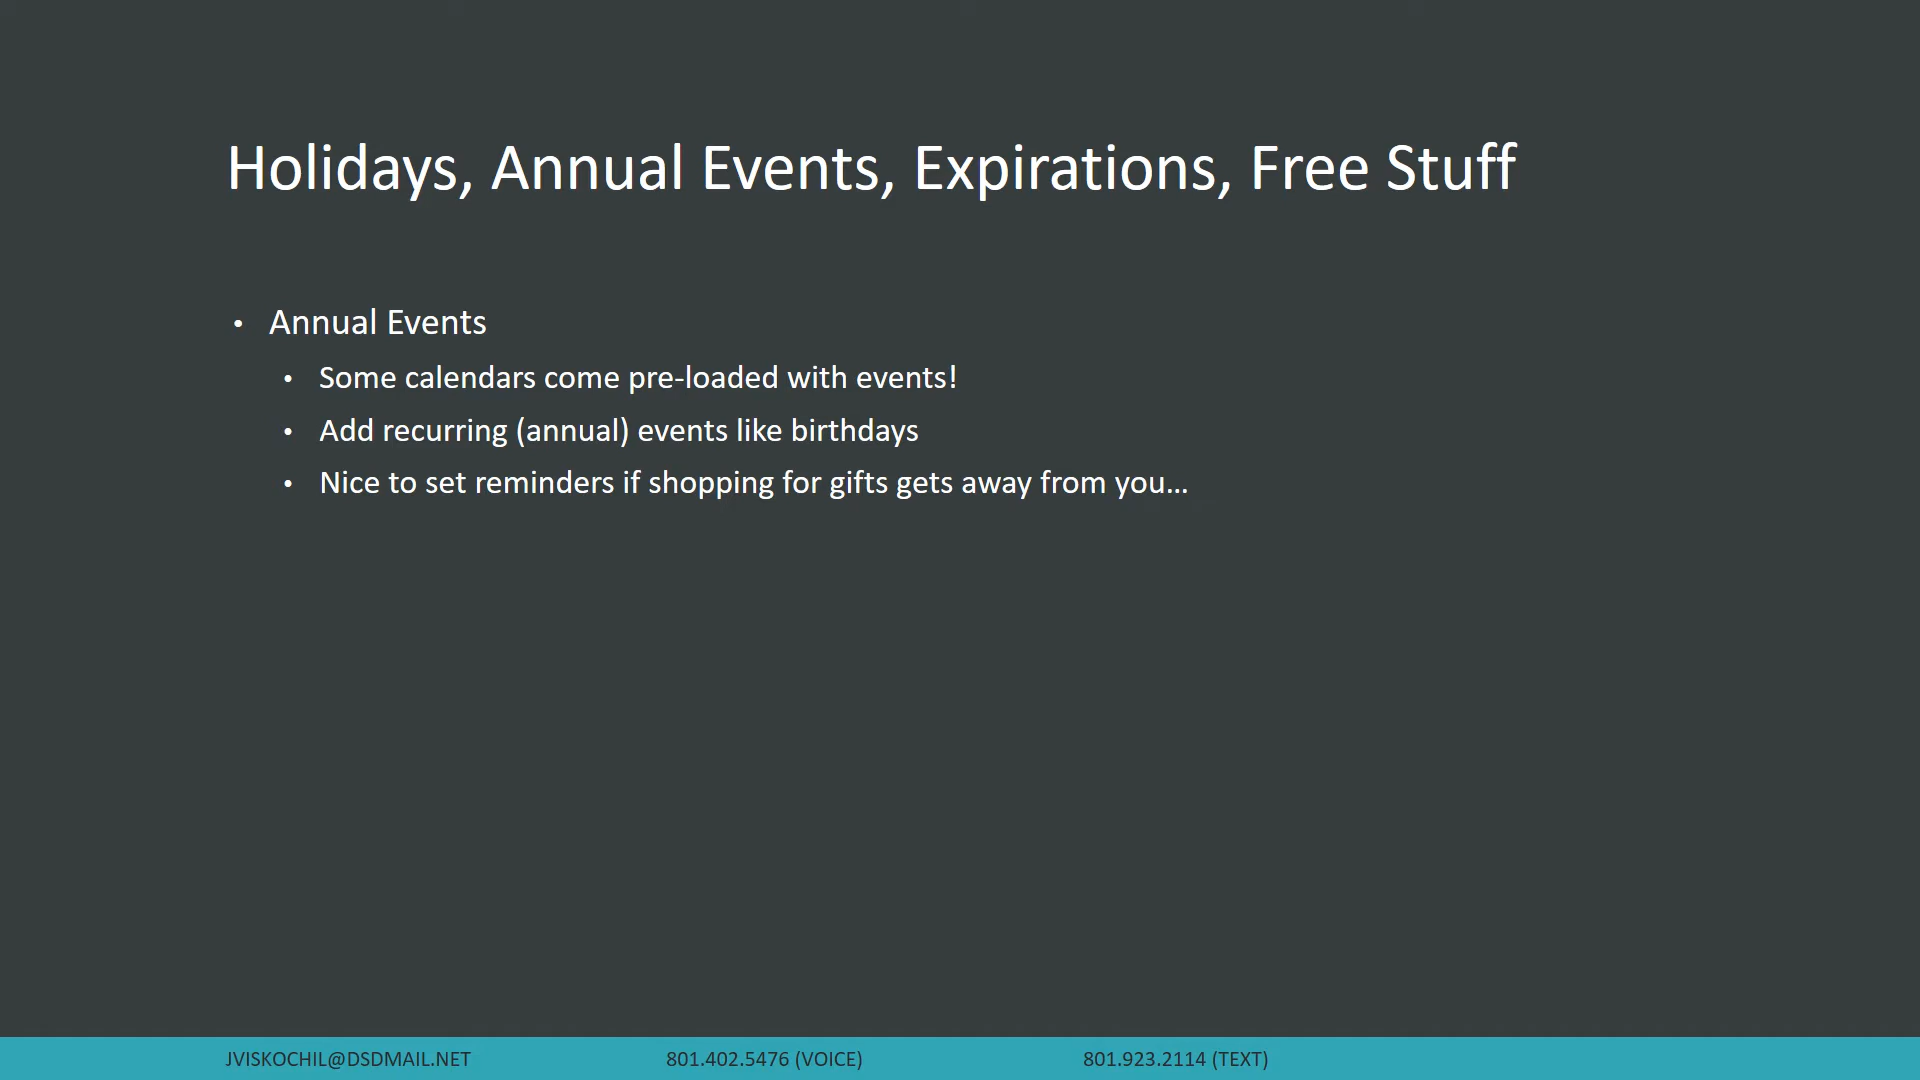 Holidays, Annual Events, Expirations, Free Stuff
• Annual Events
• Some calendars come pre-loaded with events!
• Add recurring (annual) events like birthdays
• Nice to set reminders if shopping for gifts gets away from you…
JVISKOCHIL@DSDMAIL.NET 801.402.5476 (VOICE) 801.923.2114 (TEXT)